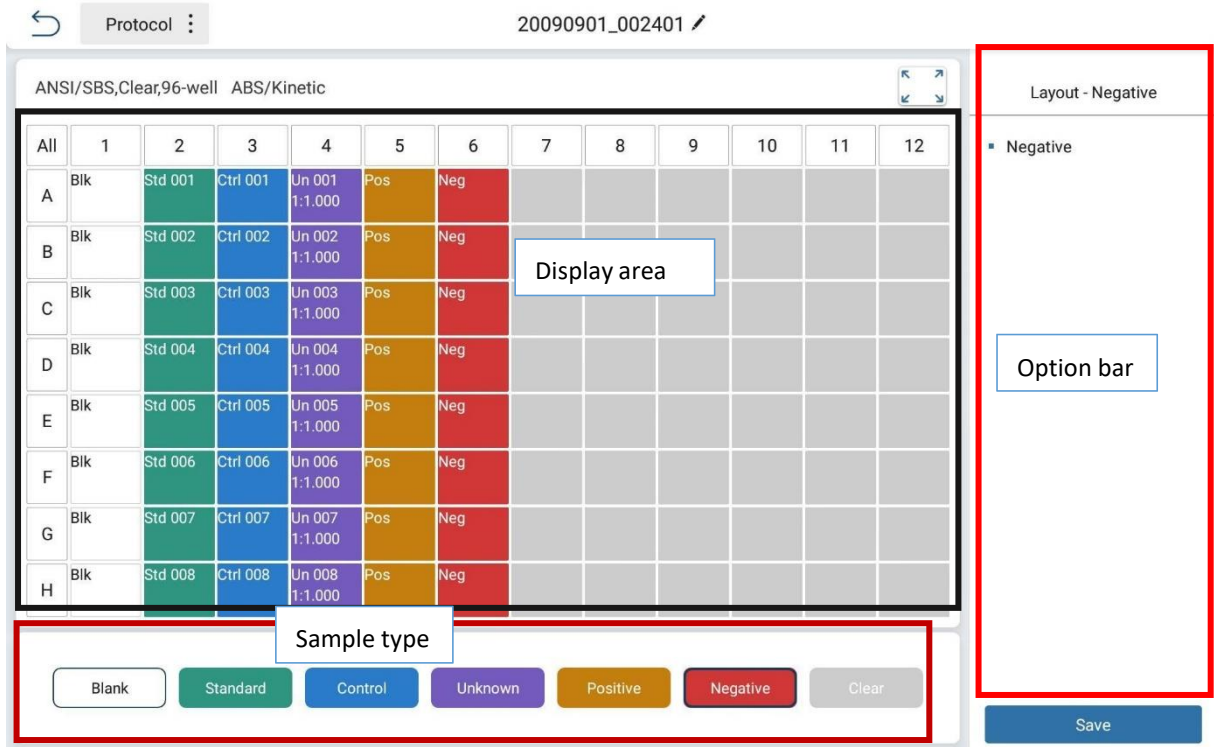 Protocol ⋮
20090901_002401
ANSI/SBS,Clear,96-well ABS/Kinetic
Layout - Negative
All 1 2 3 4 5 6 7 8 9 10 11 12
Negative
A Blk Std 001 Ctrl 001 Un 001 Pos Neg
1:1.000
B Blk Std 002 Ctrl 002 Un 002 Pos Neg
1:1.000
Display area
C Blk Std 003 Ctrl 003 Un 003 Pos Neg
1:1.000
D Blk Std 004 Ctrl 004 Un 004 Pos Neg
1:1.000
Option bar
E Blk Std 005 Ctrl 005 Un 005 Pos Neg
1:1.000
F Blk Std 006 Ctrl 006 Un 006 Pos Neg
1:1.000
G Blk Std 007 Ctrl 007 Un 007 Pos Neg
1:1.000
H Blk Std 008 Ctrl 008 Un 008 Pos Neg
1:1.000
Sample type
Blank Standard Control Unknown Positive Negative Clear
Save